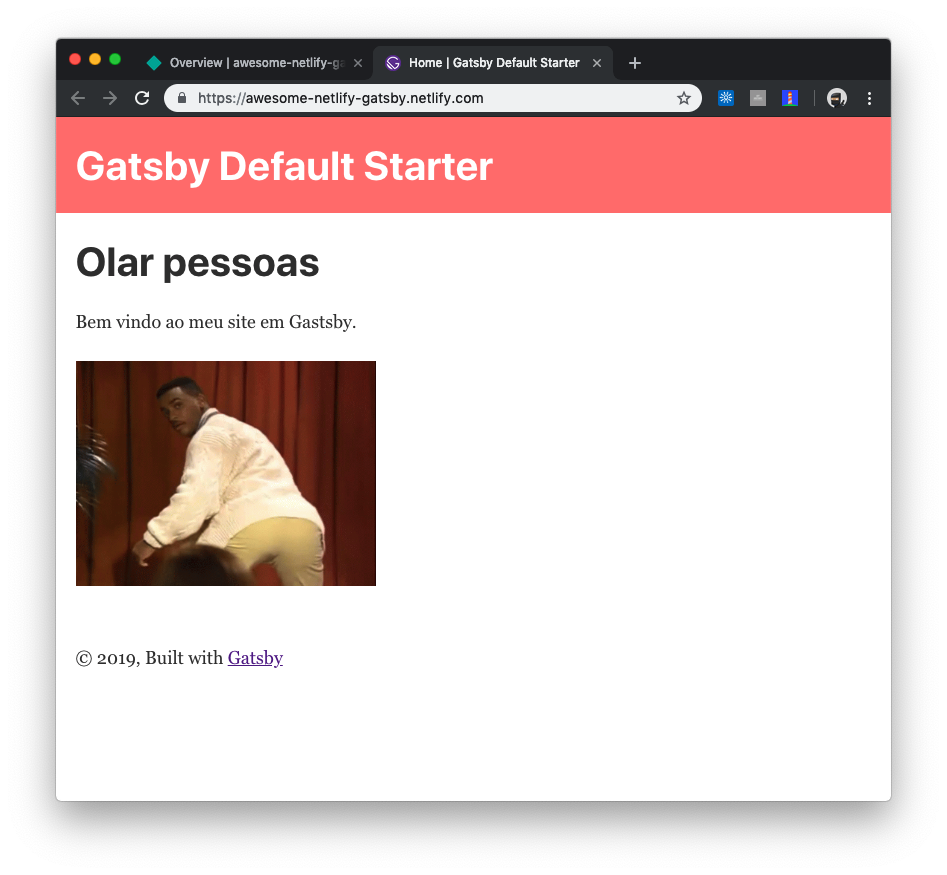 Overview | awesome-netlify-ga
Home | Gatsby Default Starter
https://awesome-netlify-gatsby.netlify.com
Gatsby Default Starter
Olar pessoas
Bem vindo ao meu site em Gastsby.
© 2019, Built with Gatsby